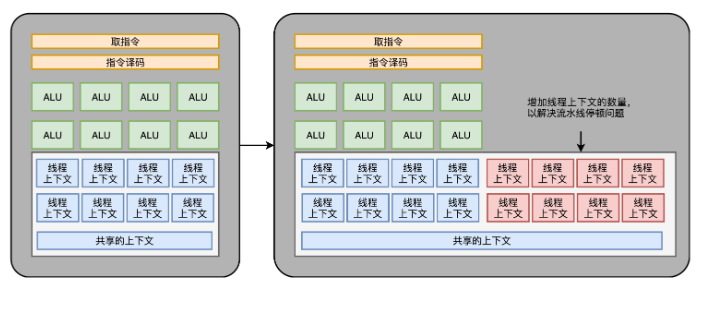 取指令
指令译码
ALU ALU ALU ALU
ALU ALU ALU ALU
线程 线程 线程 线程
上下文 上下文 上下文 上下文
线程 线程 线程 线程
上下文 上下文 上下文 上下文
共享的上下文
取指令
指令译码
ALU ALU ALU ALU
ALU ALU ALU ALU
增加线程上下文的数量,
以解决流水线停顿问题
线程 线程 线程 线程 线程 线程 线程 线程
上下文 上下文 上下文 上下文 上下文 上下文 上下文 上下文
线程 线程 线程 线程 线程 线程 线程 线程
上下文 上下文 上下文 上下文 上下文 上下文 上下文 上下文
共享的上下文